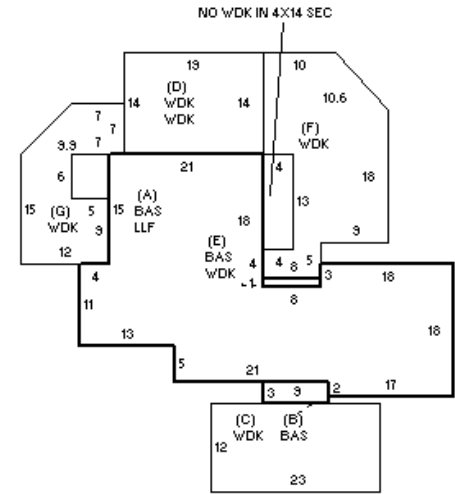 NO WDK IN 4X14 SEC
19
10
(D)
WDK
WDK
14
14
10.6
(F)
WDK
7
7
9.9
7
21
4
6
13
18
(A)
BAS
LLF
15
5
15
(G)
WDK
9
18
(E)
BAS
WDK
9
12
4
4
8
5
4
3
18
1
8
11
18
13
5
21
3
9
2
17
(C)
WDK
(B)
BAS
12
23